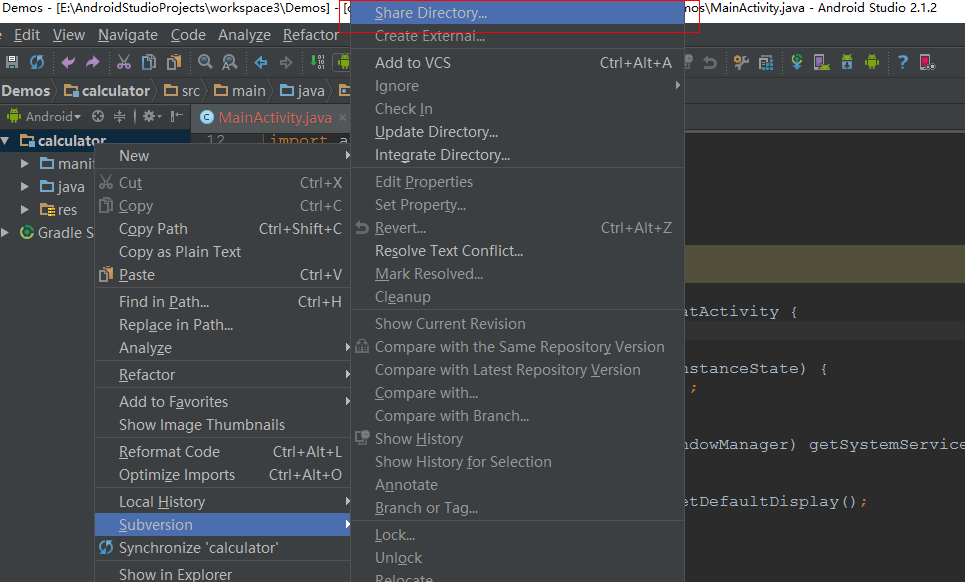 Demos - [E:\AndroidStudioProjects\workspace3\Demos] - [c
ns\MainActivity.java - Android Studio 2.1.2
Edit View Navigate Code Analyze Refactor
Demos calculator src main java
Android
MainActivity.java
calculator
12 import a
manif
java
res
Gradle S
New
Cut Ctrl+X
Copy
Copy Path Ctrl+Shift+C
Copy as Plain Text
Paste Ctrl+V
Find in Path... Ctrl+H
Replace in Path...
Analyze
Refactor
Add to Favorites
Show Image Thumbnails
Reformat Code Ctrl+Alt+L
Optimize Imports Ctrl+Alt+O
Local History
Subversion
Synchronize 'calculator'
Show in Explorer
Share Directory...
Create External...
Add to VCS Ctrl+Alt+A
Ignore
Check In
Update Directory...
Integrate Directory...
Edit Properties
Set Property...
Revert... Ctrl+Alt+Z
Resolve Text Conflict...
Mark Resolved...
Cleanup
Show Current Revision
Compare with the Same Repository Version
Compare with Latest Repository Version
Compare with...
Compare with Branch...
Show History
Show History for Selection
Annotate
Branch or Tag...
Lock...
Unlock
Relocate
atActivity {
nstanceState) {
;
ndowManager) getSystemService
etDefaultDisplay();